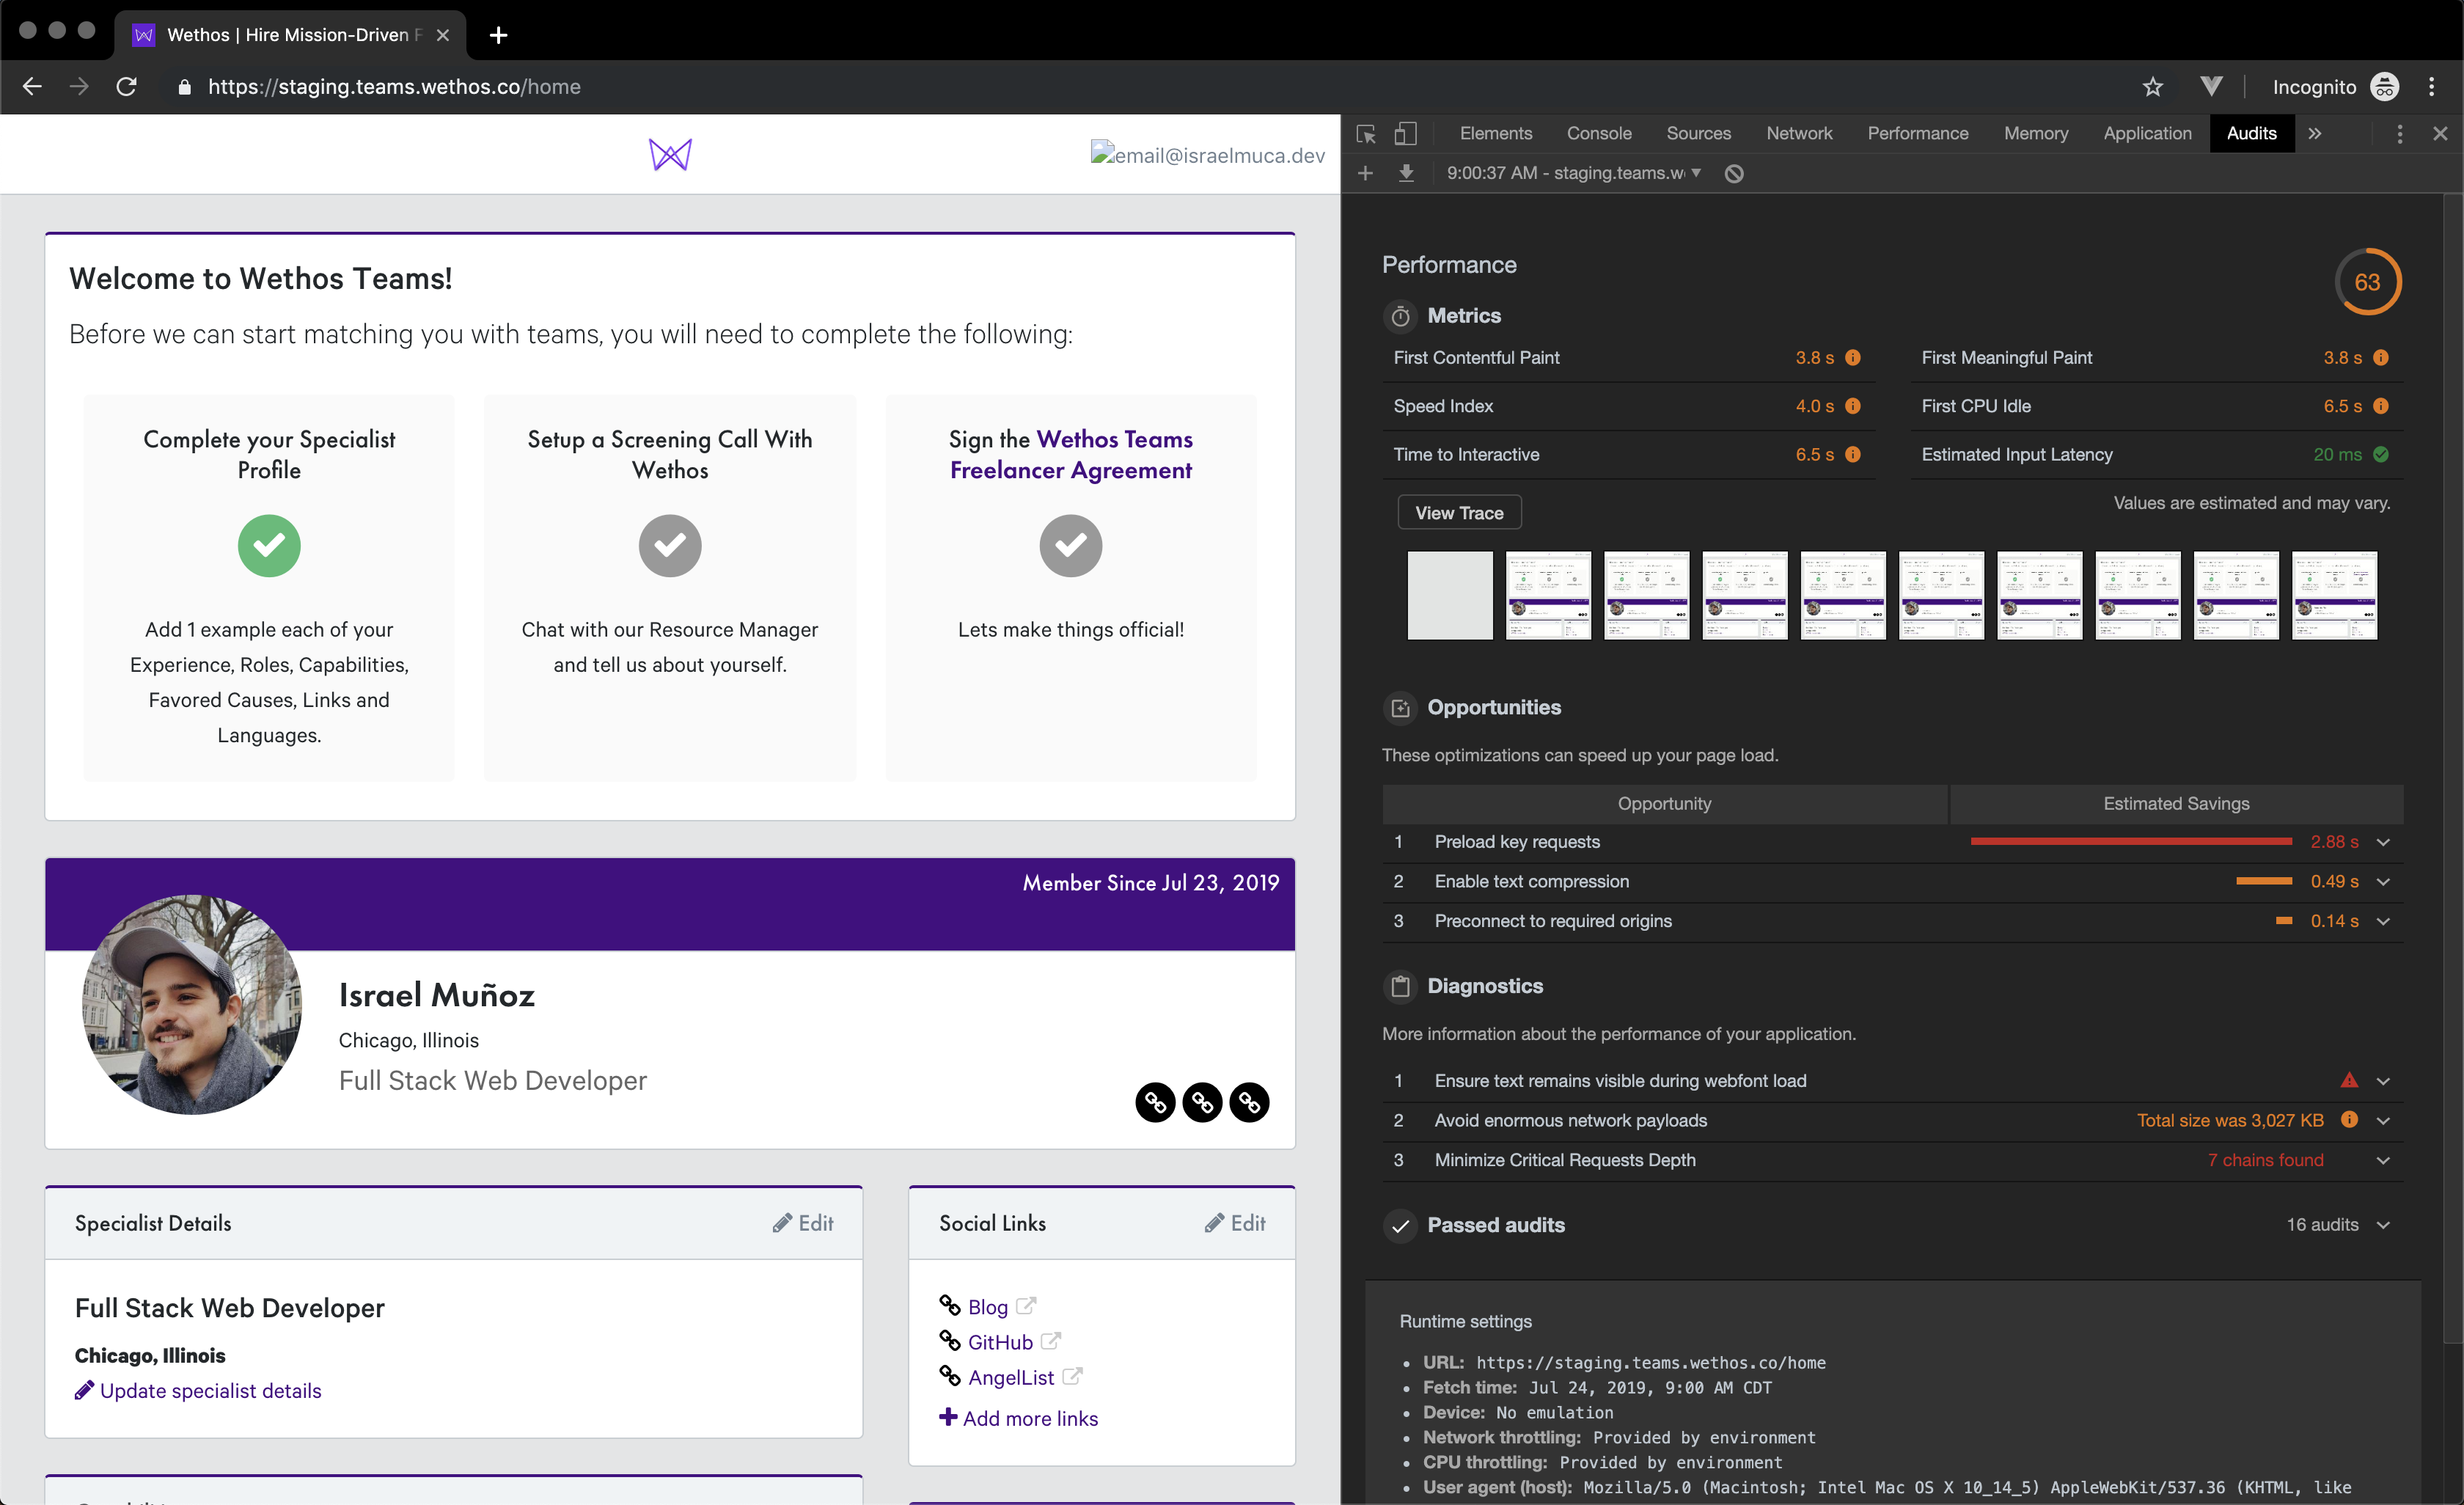 Wethos | Hire Mission-Driven F
https://staging.teams.wethos.co/home
Incognito
email@israelmuca.dev
Welcome to Wethos Teams!
Before we can start matching you with teams, you will need to complete the following:
Complete your Specialist
Profile
Add 1 example each of your
Experience, Roles, Capabilities,
Favored Causes, Links and
Languages.
Setup a Screening Call With
Wethos
Chat with our Resource Manager
and tell us about yourself.
Sign the Wethos Teams
Freelancer Agreement
Lets make things official!
Member Since Jul 23, 2019
Israel Muñoz
Chicago, Illinois
Full Stack Web Developer
Specialist Details
Edit
Full Stack Web Developer
Chicago, Illinois
Update specialist details
Social Links
Edit
Blog
GitHub
AngelList
Add more links
Elements Console Sources Network Performance Memory Application Audits
9:00:37 AM - staging.teams.w
Performance
63
Metrics
First Contentful Paint 3.8 s
First Meaningful Paint 3.8 s
Speed Index 4.0 s
First CPU Idle 6.5 s
Time to Interactive 6.5 s
Estimated Input Latency 20 ms
View Trace
Values are estimated and may vary.
Opportunities
These optimizations can speed up your page load.
Opportunity Estimated Savings
1 Preload key requests 2.88 s
2 Enable text compression 0.49 s
3 Preconnect to required origins 0.14 s
Diagnostics
More information about the performance of your application.
1 Ensure text remains visible during webfont load
2 Avoid enormous network payloads Total size was 3,027 KB
3 Minimize Critical Requests Depth 7 chains found
Passed audits 16 audits
Runtime settings
• URL: https://staging.teams.wethos.co/home
• Fetch time: Jul 24, 2019, 9:00 AM CDT
• Device: No emulation
• Network throttling: Provided by environment
• CPU throttling: Provided by environment
• User agent (host): Mozilla/5.0 (Macintosh; Intel Mac OS X 10_14_5) AppleWebKit/537.36 (KHTML, like